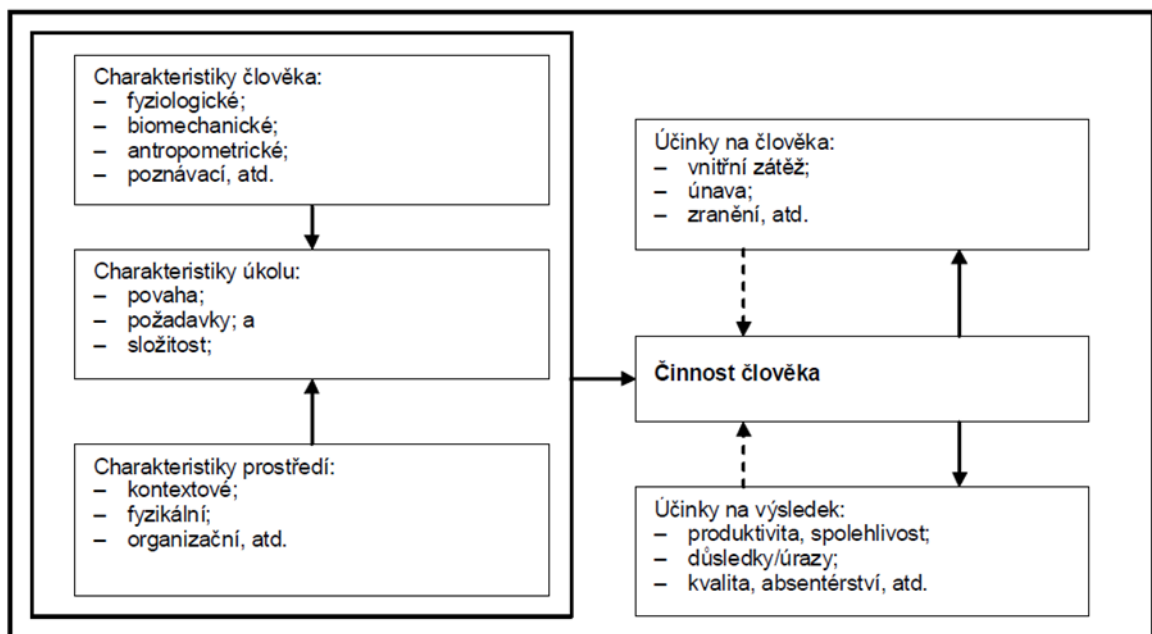 Charakteristiky člověka:
– fyziologické;
– biomechanické;
– antropometrické;
– poznávací, atd.
Charakteristiky úkolu:
– povaha;
– požadavky; a
– složitost;
Charakteristiky prostředí:
– kontextové;
– fyzikální;
– organizační, atd.
Účinky na člověka:
– vnitřní zátěž;
– únava;
– zranění, atd.
Činnost člověka
Účinky na výsledek:
– produktivita, spolehlivost;
– důsledky/úrazy;
– kvalita, absentérství, atd.